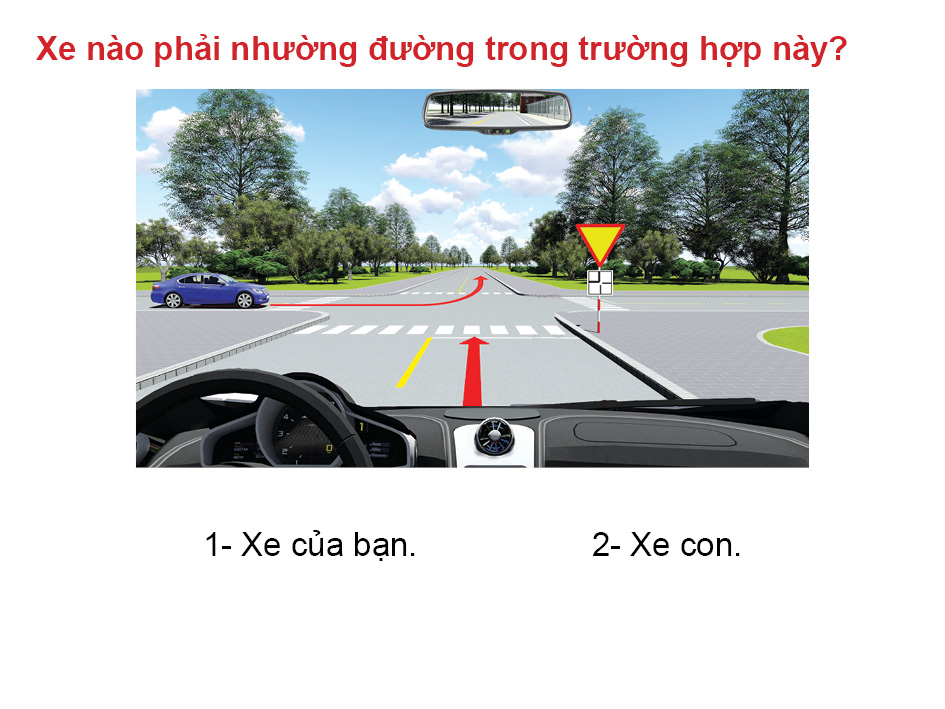 Xe nào phải nhường đường trong trường hợp này?
1- Xe của bạn.
2- Xe con.